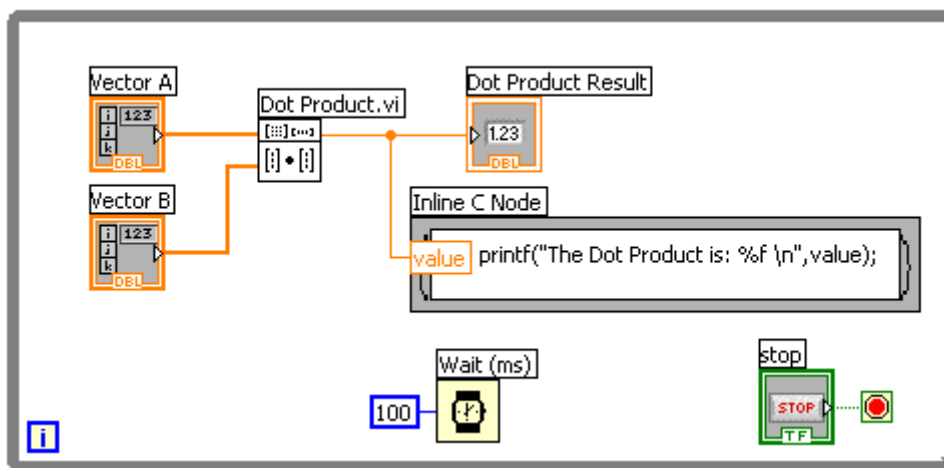 Vector A
i 123
j
k
DBL
Dot Product.vi
Dot Product Result
1.23
DBL
Vector B
i 123
j
k
DBL
Inline C Node
value
printf("The Dot Product is: %f \n",value);
Wait (ms)
100
stop
STOP
TF
i